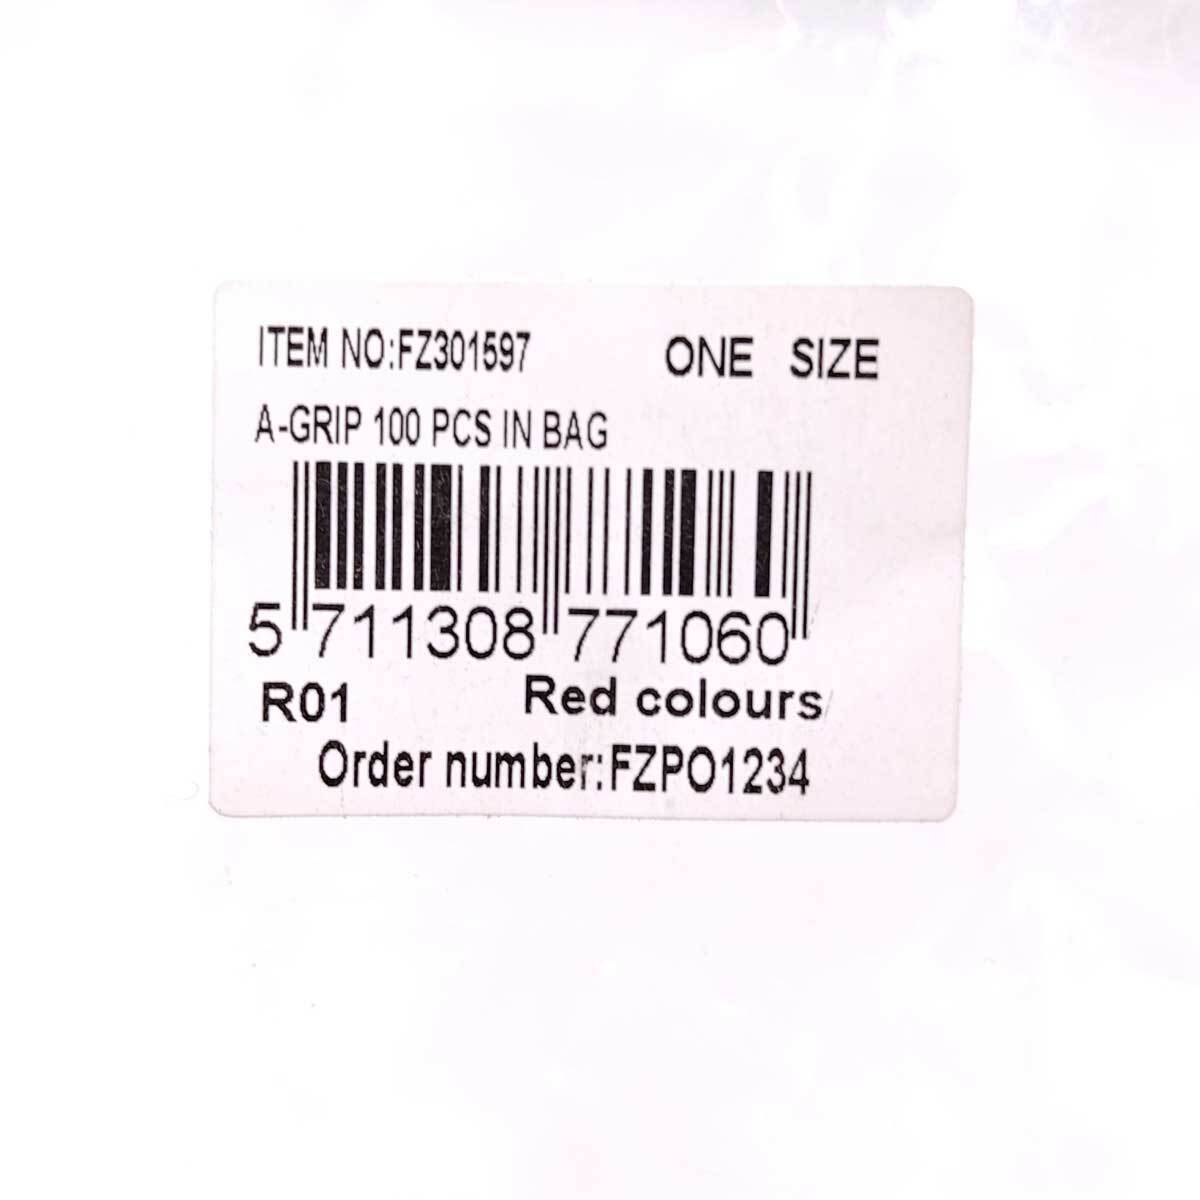 ITEM NO:FZ301597 ONE SIZE
A-GRIP 100 PCS IN BAG
5 711308 771060
R01 Red colours
Order number:FZPO1234